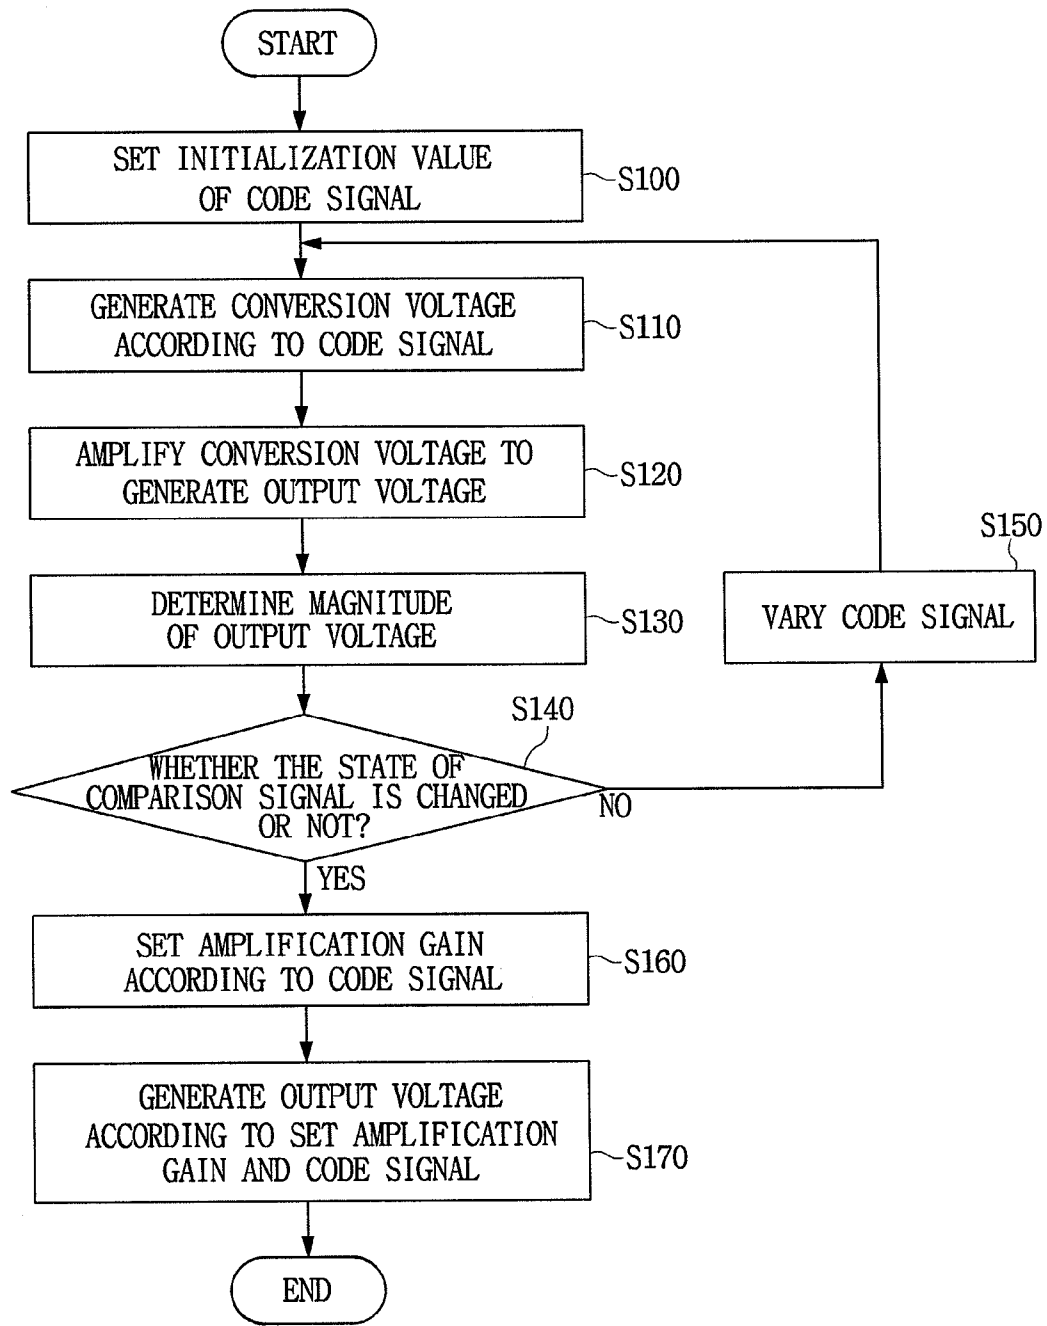 START
SET INITIALIZATION VALUE
OF CODE SIGNAL
S100
GENERATE CONVERSION VOLTAGE
ACCORDING TO CODE SIGNAL
S110
AMPLIFY CONVERSION VOLTAGE TO
GENERATE OUTPUT VOLTAGE
S120
DETERMINE MAGNITUDE
OF OUTPUT VOLTAGE
S130
S150
VARY CODE SIGNAL
S140
WHETHER THE STATE OF
COMPARISON SIGNAL IS CHANGED
OR NOT?
NO
YES
SET AMPLIFICATION GAIN
ACCORDING TO CODE SIGNAL
S160
GENERATE OUTPUT VOLTAGE
ACCORDING TO SET AMPLIFICATION
GAIN AND CODE SIGNAL
S170
END